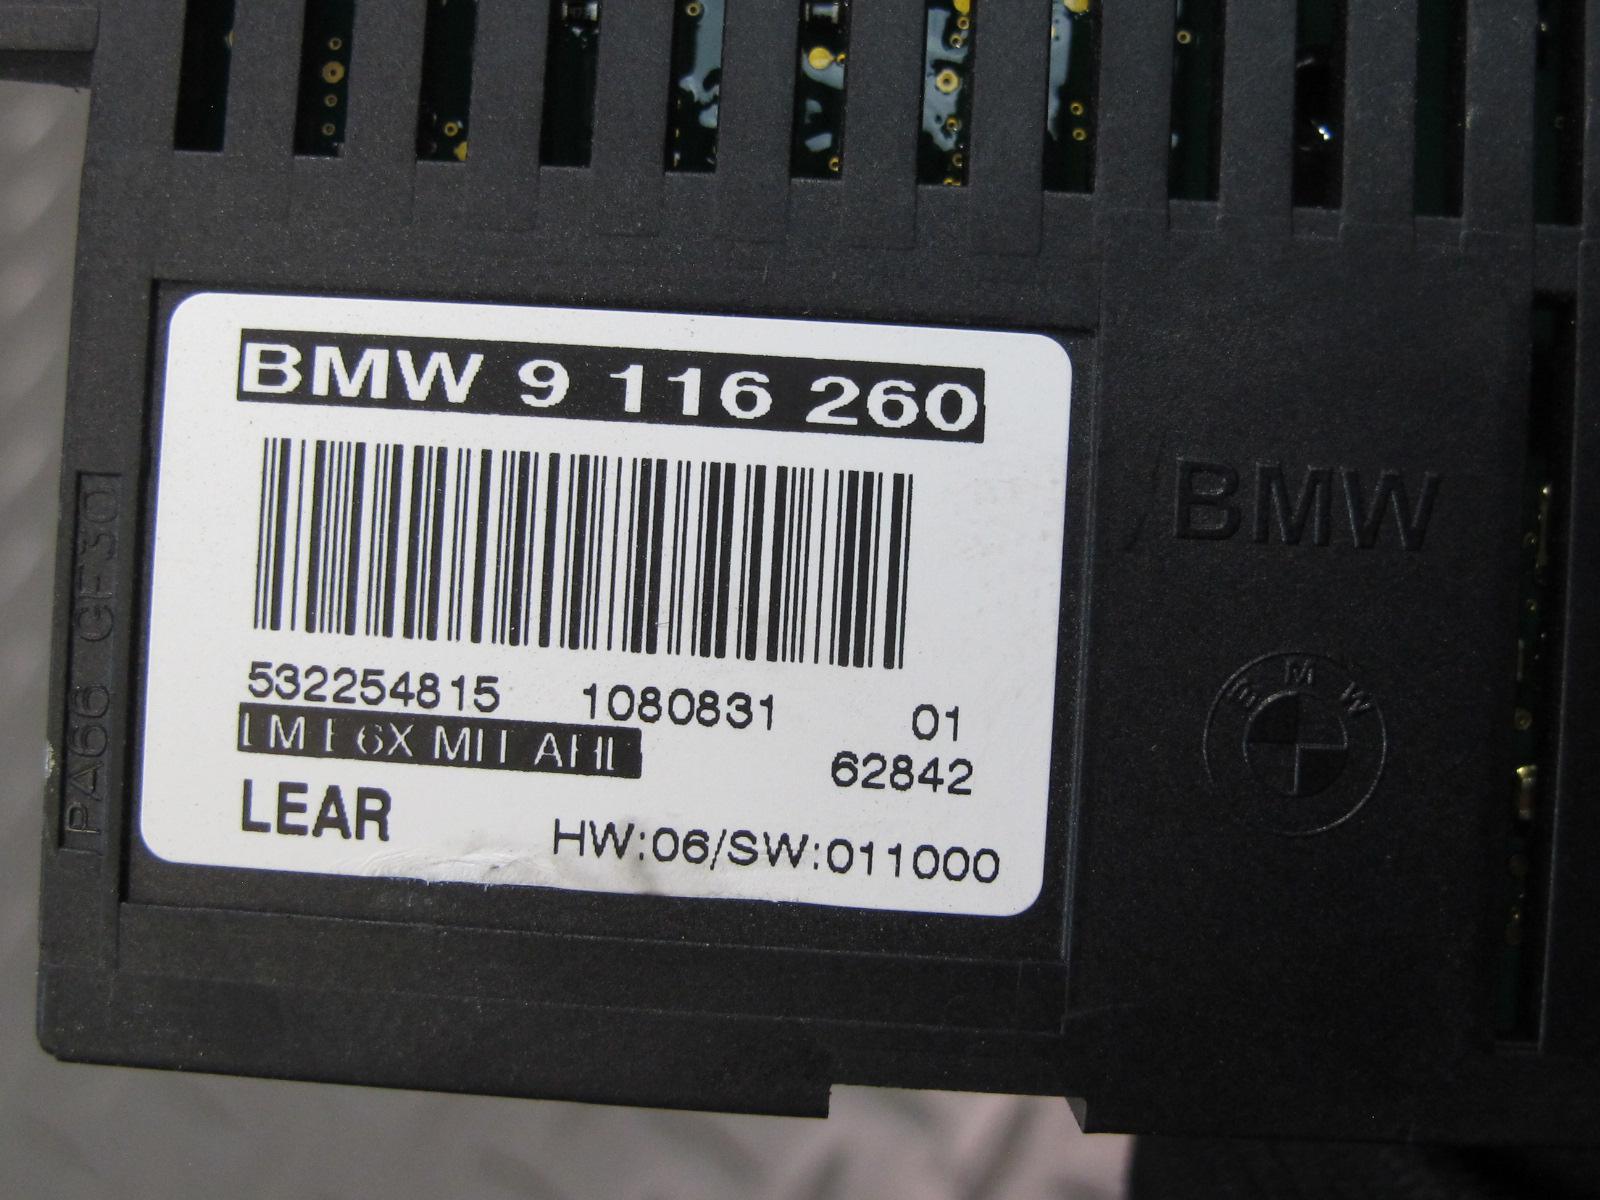 BMW 9 116 260
532254815 1080831 01
LM E6X MIT AHL
62842
LEAR
HW:06/SW:011000
PA66 GF30
BMW
BMW